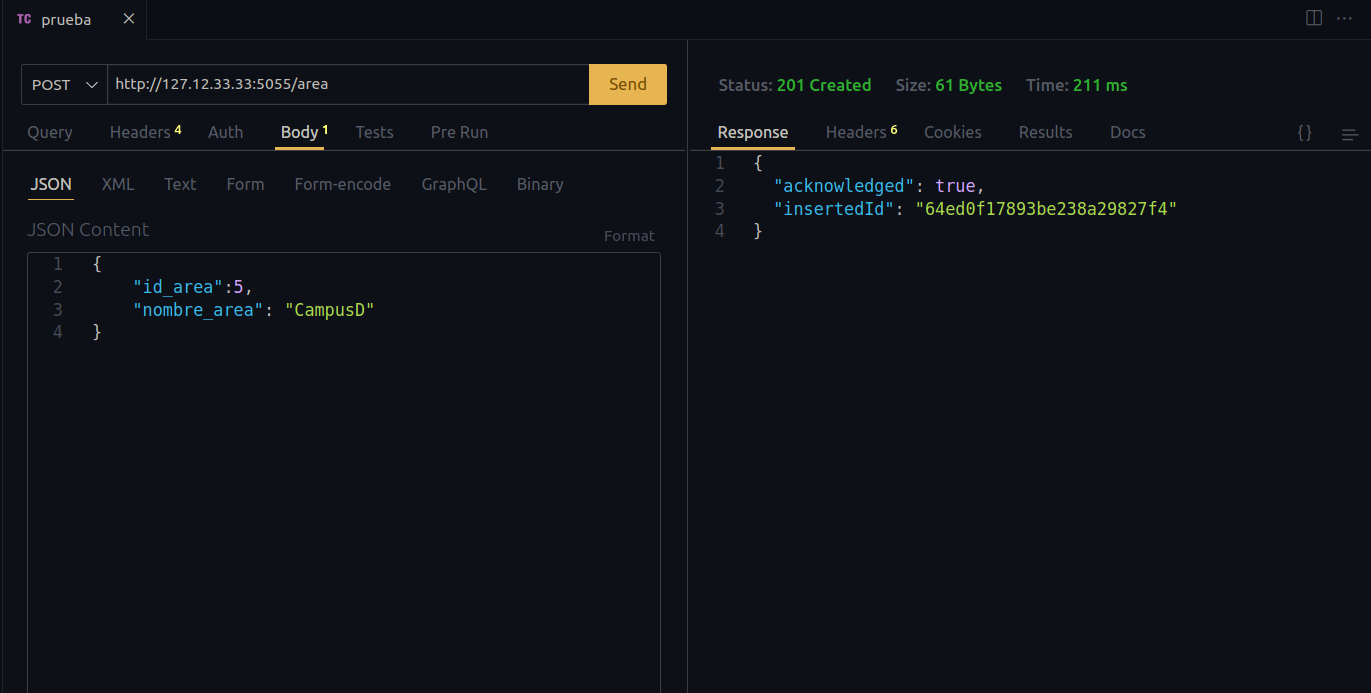 TC prueba
POST http://127.12.33.33:5055/area Send
Query Headers 4 Auth Body 1 Tests Pre Run
JSON XML Text Form Form-encode GraphQL Binary
JSON Content
Format
1 {
2 "id_area":5,
3 "nombre_area": "CampusD"
4 }
Status: 201 Created Size: 61 Bytes Time: 211 ms
Response Headers 6 Cookies Results Docs {}
1 {
2 "acknowledged": true,
3 "insertedId": "64ed0f17893be238a29827f4"
4 }